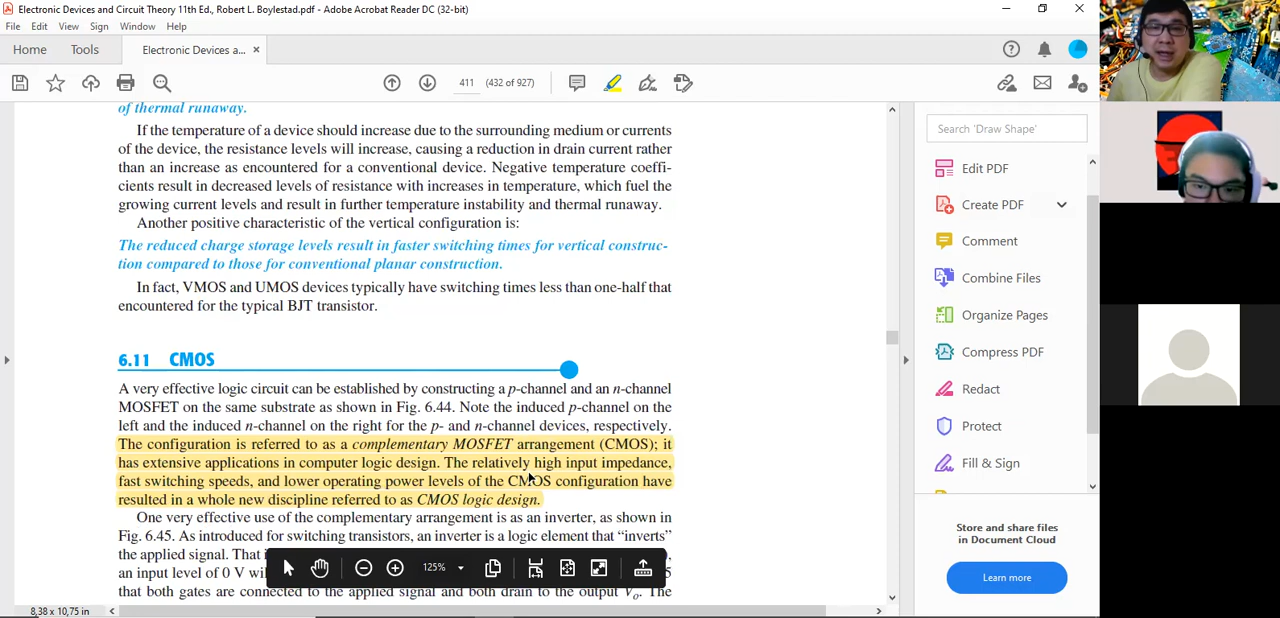 Electronic Devices and Circuit Theory 11th Ed., Robert L. Boylestad.pdf - Adobe Acrobat Reader DC (32-bit)
File Edit View Sign Window Help
Home Tools Electronic Devices a... ×
411 (432 of 927)
of thermal runaway.
If the temperature of a device should increase due to the surrounding medium or currents
of the device, the resistance levels will increase, causing a reduction in drain current rather
than an increase as encountered for a conventional device. Negative temperature coeffi-
cients result in decreased levels of resistance with increases in temperature, which fuel the
growing current levels and result in further temperature instability and thermal runaway.
Another positive characteristic of the vertical configuration is:
The reduced charge storage levels result in faster switching times for vertical construc-
tion compared to those for conventional planar construction.
In fact, VMOS and UMOS devices typically have switching times less than one-half that
encountered for the typical BJT transistor.
6.11 CMOS
A very effective logic circuit can be established by constructing a p-channel and an n-channel
MOSFET on the same substrate as shown in Fig. 6.44. Note the induced p-channel on the
left and the induced n-channel on the right for the p- and n-channel devices, respectively.
The configuration is referred to as a complementary MOSFET arrangement (CMOS); it
has extensive applications in computer logic design. The relatively high input impedance,
fast switching speeds, and lower operating power levels of the CMOS configuration have
resulted in a whole new discipline referred to as CMOS logic design.
One very effective use of the complementary arrangement is as an inverter, as shown in
Fig. 6.45. As introduced for switching transistors, an inverter is a logic element that “inverts”
the applied signal. That i
an input level of 0 V wil 5
that both gates are connected to the applied signal and both drain to the output Vo. The
125%
8,38 x 10,75 in
Search 'Draw Shape'
Edit PDF
Create PDF
Comment
Combine Files
Organize Pages
Compress PDF
Redact
Protect
Fill & Sign
Store and share files
in Document Cloud
Learn more